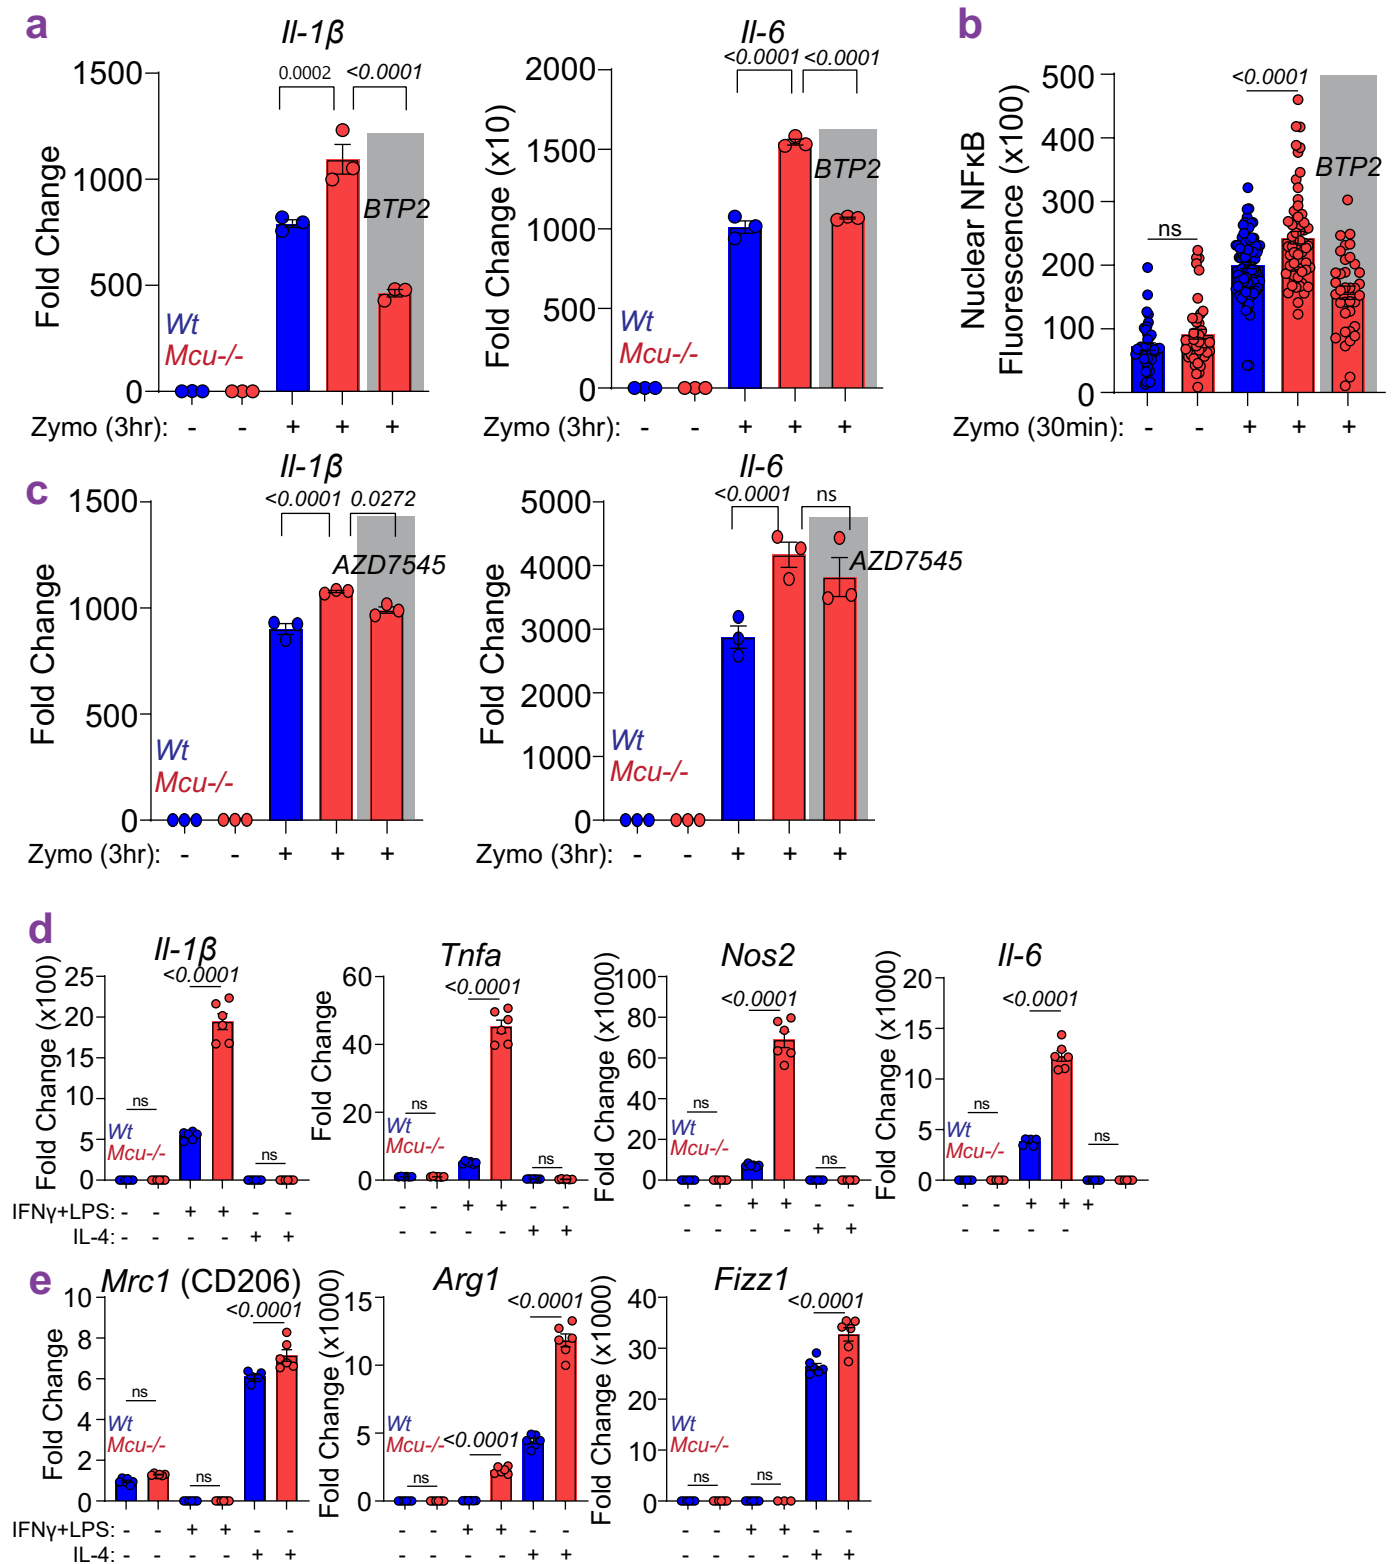 a
Il-1β
Fold Change
1500
1000
500
0
0.0002
<0.0001
BTP2
Wt
Mcu-/-
Zymo (3hr): - - + + +
Il-6
Fold Change (x10)
2000
1500
1000
500
0
<0.0001
<0.0001
BTP2
Wt
Mcu-/-
Zymo (3hr): - - + + +
b
Nuclear NFκB
Fluorescence (x100)
500
400
300
200
100
0
ns
<0.0001
BTP2
Zymo (30min): - - + + +
c
Il-1β
Fold Change
1500
1000
500
0
<0.0001
0.0272
AZD7545
Wt
Mcu-/-
Zymo (3hr): - - + + +
Il-6
Fold Change
5000
4000
3000
2000
1000
0
<0.0001
ns
AZD7545
Wt
Mcu-/-
Zymo (3hr): - - + + +
d
Il-1β
Fold Change (x100)
25
20
15
10
5
0
<0.0001
ns
Wt
Mcu-/-
ns
IFNγ+LPS: - - + + - -
IL-4: - - - - + +
Tnfa
Fold Change
60
40
20
0
<0.0001
ns
Wt
Mcu-/-
ns
- - + + - -
- - - - + +
Nos2
Fold Change (x1000)
100
80
60
40
20
0
<0.0001
ns
Wt
Mcu-/-
ns
- - + + - -
- - - - + +
Il-6
Fold Change (x1000)
20
15
10
5
0
<0.0001
ns
Wt
Mcu-/-
ns
- - + + + -
- - - -
e
Mrc1 (CD206)
Fold Change
10
8
6
4
2
0
<0.0001
ns
Wt
Mcu-/-
ns
IFNγ+LPS: - - + + - -
IL-4: - - - - + +
Arg1
Fold Change (x1000)
15
10
5
0
<0.0001
Wt
Mcu-/-
<0.0001
ns
- - + + - -
- - - - + +
Fizz1
Fold Change (x1000)
40
30
20
10
0
<0.0001
Wt
Mcu-/-
ns
ns
- - + + - -
- - - - + +